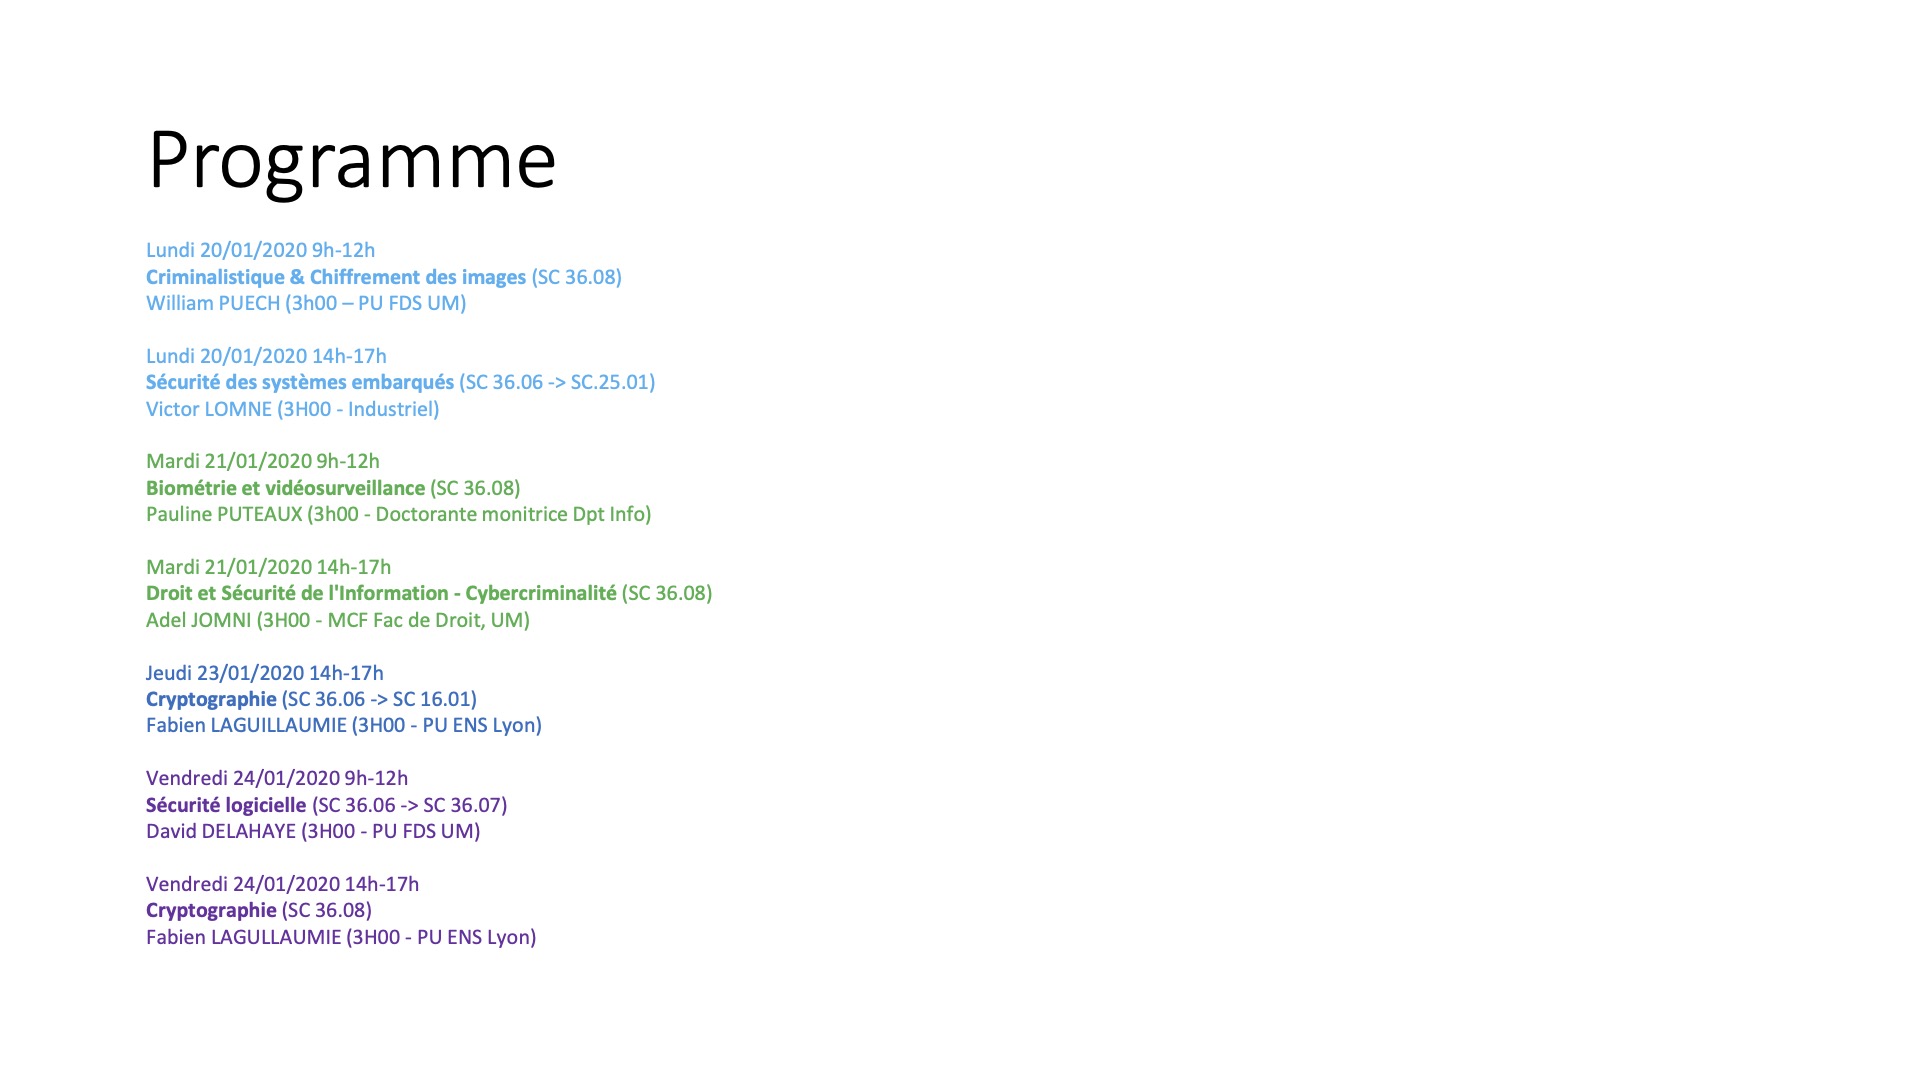 Programme
Lundi 20/01/2020 9h-12h
Criminalistique & Chiffrement des images (SC 36.08)
William PUECH (3h00 – PU FDS UM)
Lundi 20/01/2020 14h-17h
Sécurité des systèmes embarqués (SC 36.06 -> SC.25.01)
Victor LOMNE (3H00 - Industriel)
Mardi 21/01/2020 9h-12h
Biométrie et vidéosurveillance (SC 36.08)
Pauline PUTEAUX (3h00 - Doctorante monitrice Dpt Info)
Mardi 21/01/2020 14h-17h
Droit et Sécurité de l'Information - Cybercriminalité (SC 36.08)
Adel JOMNI (3H00 - MCF Fac de Droit, UM)
Jeudi 23/01/2020 14h-17h
Cryptographie (SC 36.06 -> SC 16.01)
Fabien LAGUILLAUMIE (3H00 - PU ENS Lyon)
Vendredi 24/01/2020 9h-12h
Sécurité logicielle (SC 36.06 -> SC 36.07)
David DELAHAYE (3H00 - PU FDS UM)
Vendredi 24/01/2020 14h-17h
Cryptographie (SC 36.08)
Fabien LAGULLAUMIE (3H00 - PU ENS Lyon)